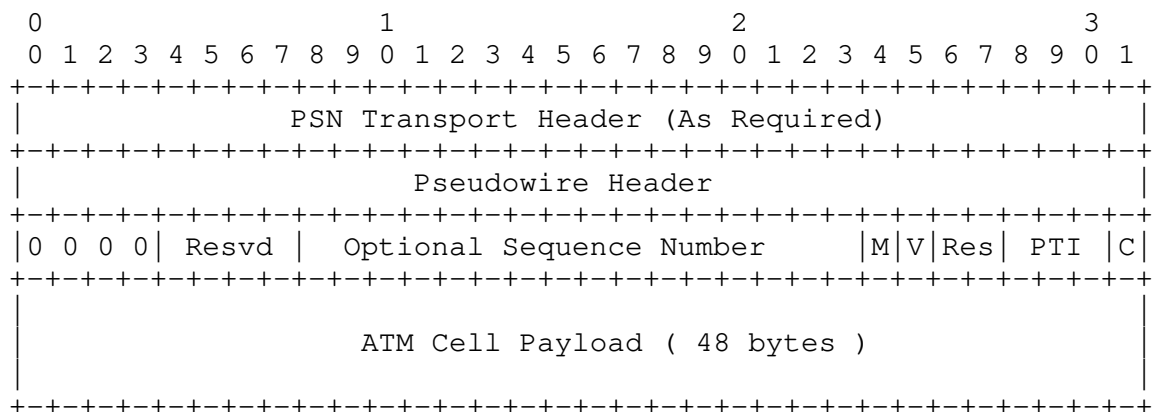 0                   1                   2                   3
 0 1 2 3 4 5 6 7 8 9 0 1 2 3 4 5 6 7 8 9 0 1 2 3 4 5 6 7 8 9 0 1
+-+-+-+-+-+-+-+-+-+-+-+-+-+-+-+-+-+-+-+-+-+-+-+-+-+-+-+-+-+-+-+-+
|               PSN Transport Header (As Required)              |
+-+-+-+-+-+-+-+-+-+-+-+-+-+-+-+-+-+-+-+-+-+-+-+-+-+-+-+-+-+-+-+-+
|                      Pseudowire Header                        |
+-+-+-+-+-+-+-+-+-+-+-+-+-+-+-+-+-+-+-+-+-+-+-+-+-+-+-+-+-+-+-+-+
|0 0 0 0| Resvd |  Optional Sequence Number     |M|V|Res| PTI |C|
+-+-+-+-+-+-+-+-+-+-+-+-+-+-+-+-+-+-+-+-+-+-+-+-+-+-+-+-+-+-+-+-+
|                                                               |
|                   ATM Cell Payload ( 48 bytes )               |
|                                                               |
+-+-+-+-+-+-+-+-+-+-+-+-+-+-+-+-+-+-+-+-+-+-+-+-+-+-+-+-+-+-+-+-+